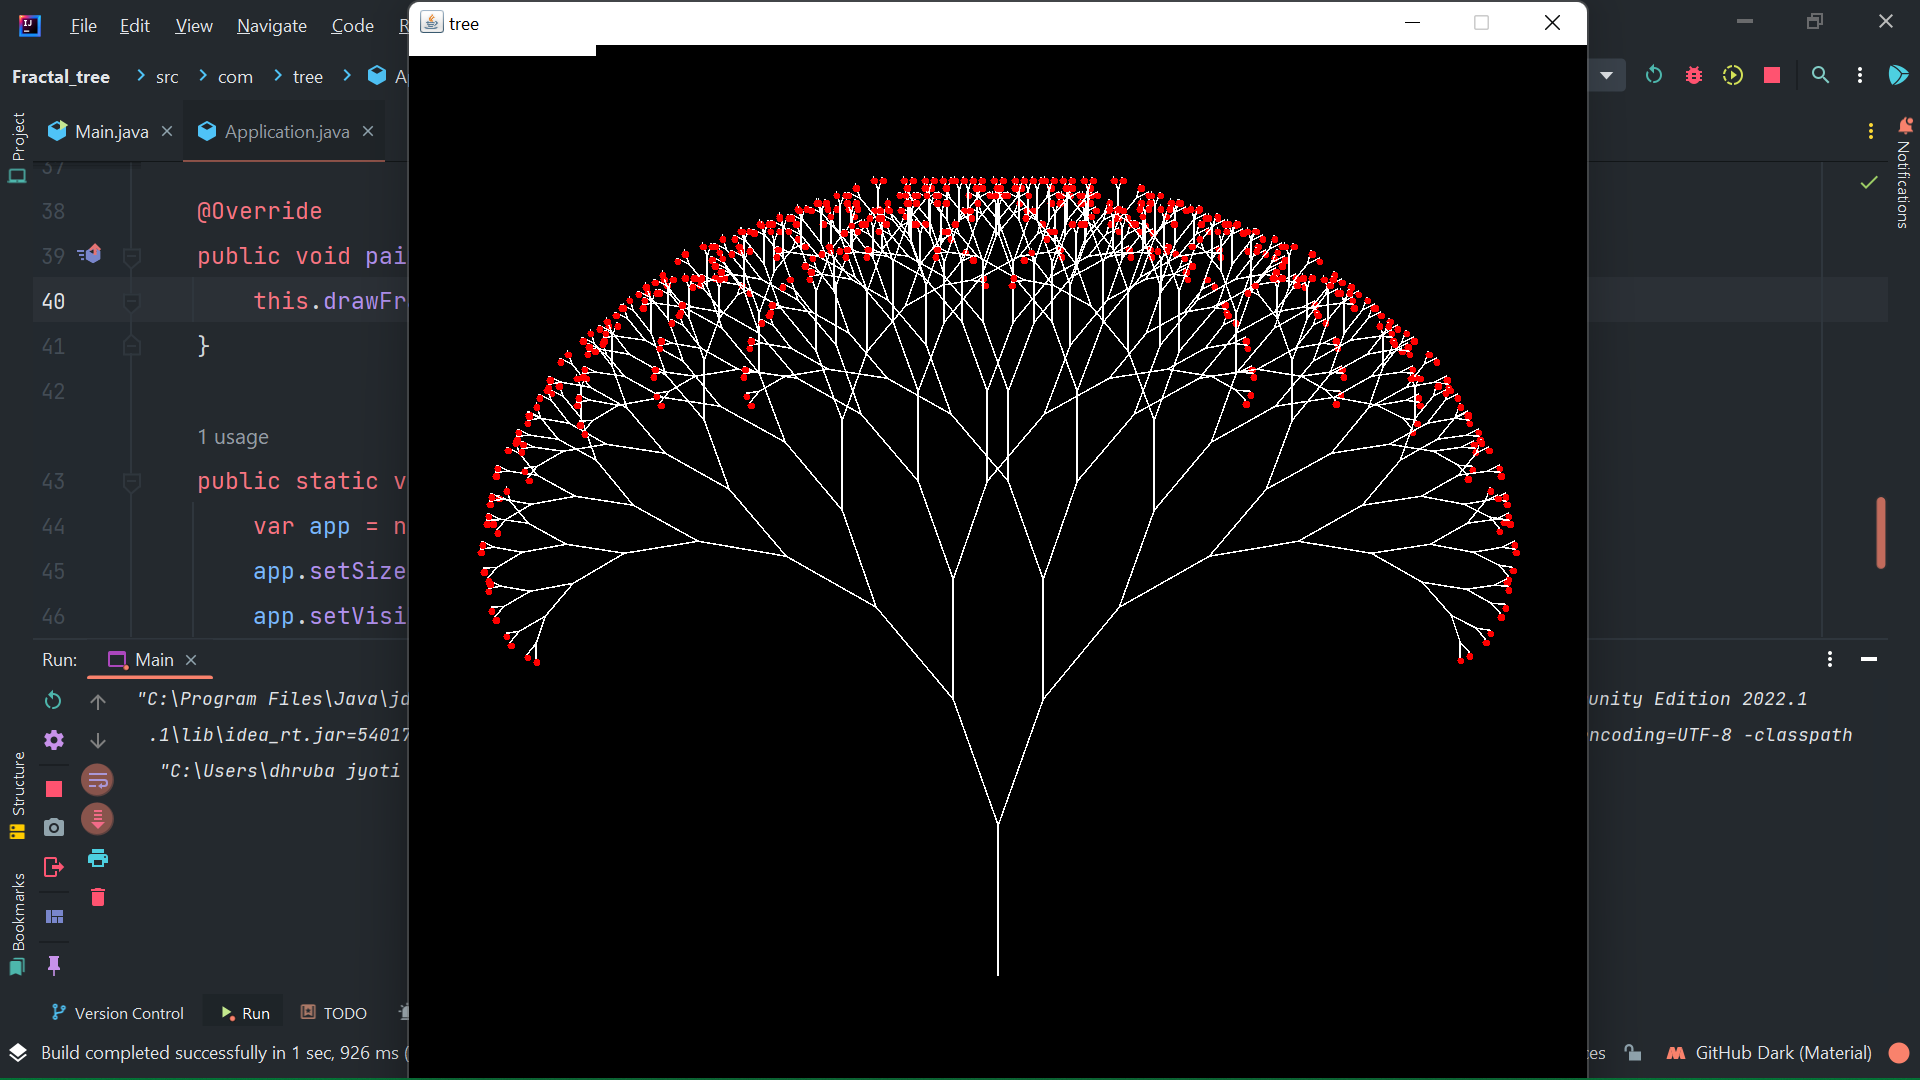 File Edit View Navigate Code
tree
Fractal_tree src com tree
Project
Main.java
Application.java
Notifications
37
38 @Override
39 public void pai
40 this.drawFr
41 }
42
1 usage
43 public static v
44 var app = n
45 app.setSize
46 app.setVisi
Run: Main
"C:\Program Files\Java\jd
unity Edition 2022.1
.1\lib\idea_rt.jar=54017
ncoding=UTF-8 -classpath
"C:\Users\dhruba jyoti
Structure
Bookmarks
Version Control Run TODO
Build completed successfully in 1 sec, 926 ms (
GitHub Dark (Material)